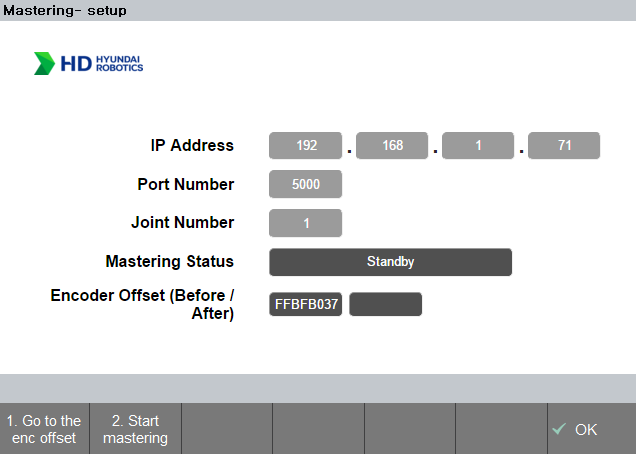 Mastering- setup
HD HYUNDAI
ROBOTICS
IP Address 192 . 168 . 1 . 71
Port Number 5000
Joint Number 1
Mastering Status Standby
Encoder Offset (Before /
After) FFBFB037
1. Go to the
enc offset
2. Start
mastering
OK